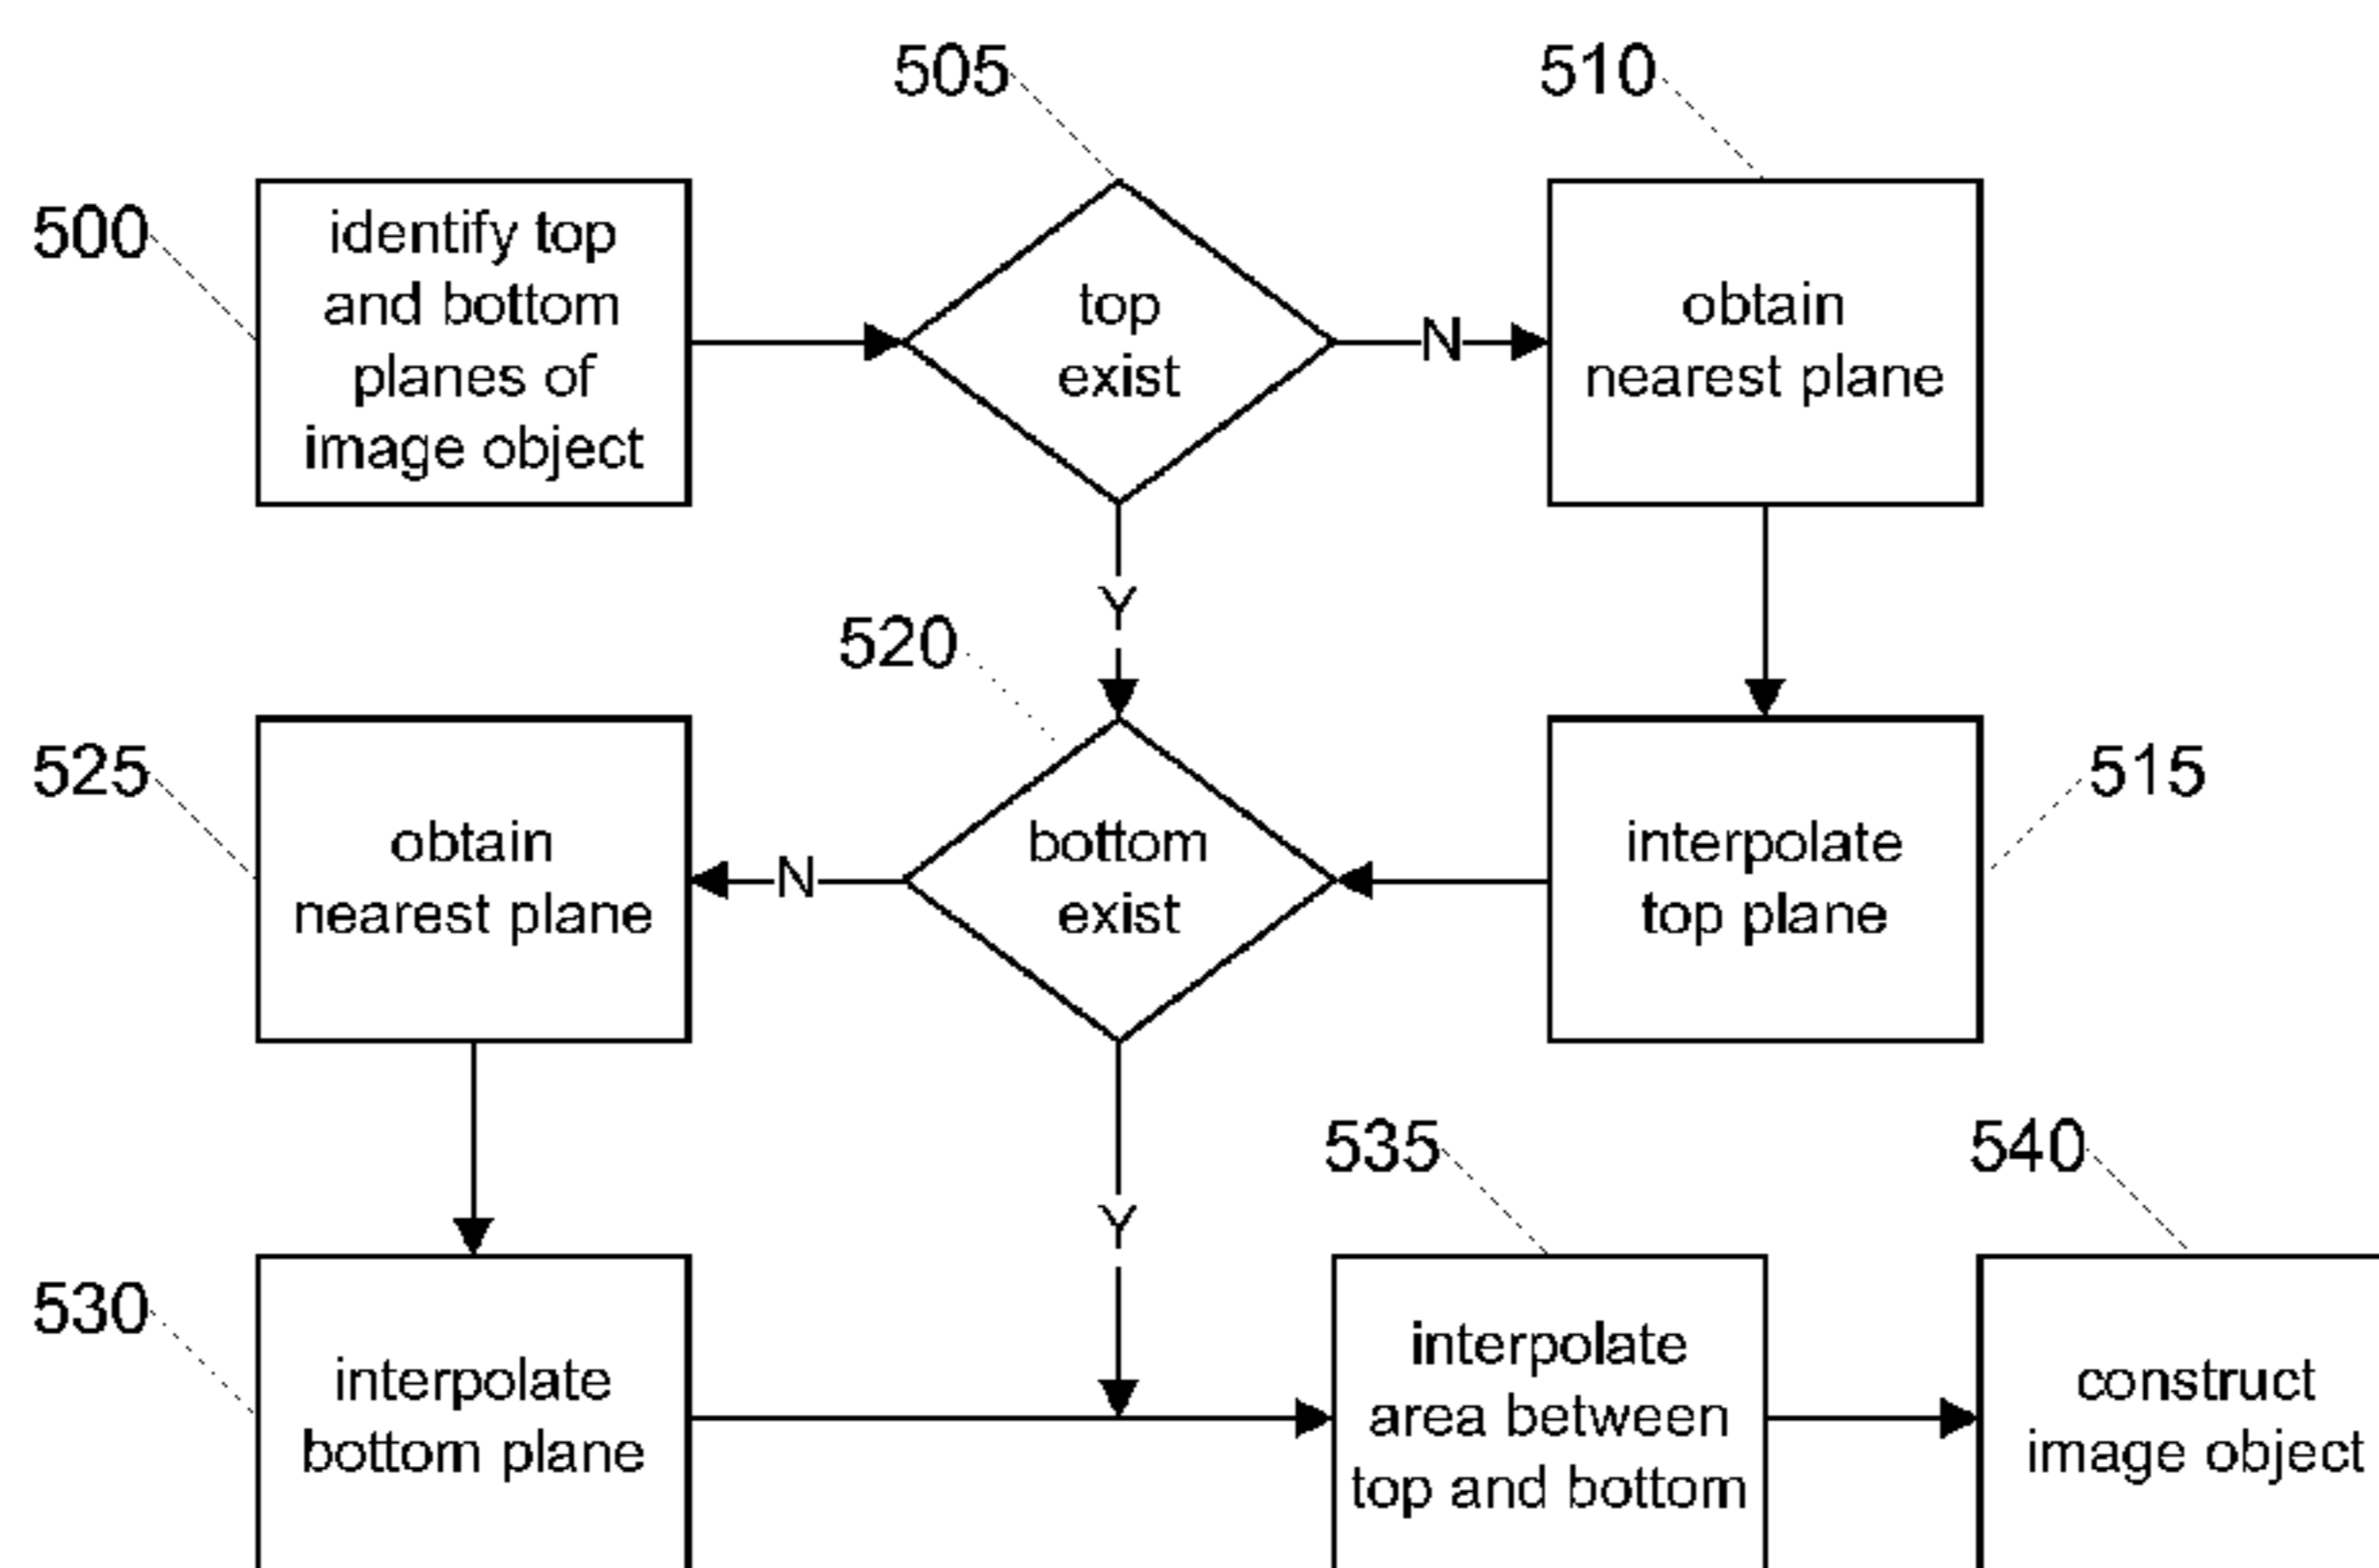 505
510
500
identify top
and bottom
planes of
image object
top
exist
N
obtain
nearest plane
Y
520
525
obtain
nearest plane
N
bottom
exist
interpolate
top plane
515
Y
535
540
530
interpolate
bottom plane
interpolate
area between
top and bottom
construct
image object